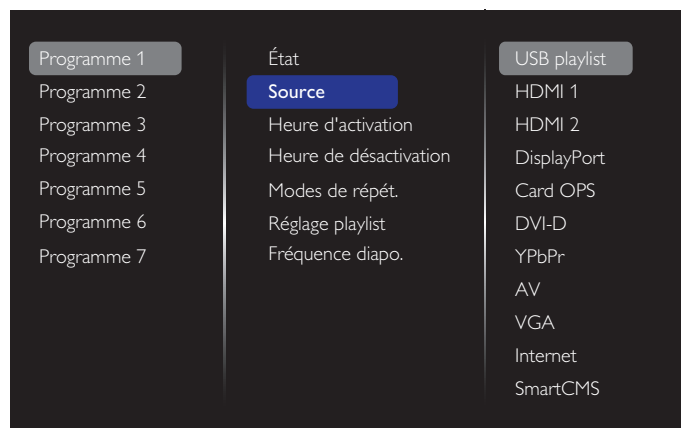 Programme 1
Programme 2
Programme 3
Programme 4
Programme 5
Programme 6
Programme 7
État
Source
Heure d'activation
Heure de désactivation
Modes de répét.
Réglage playlist
Fréquence diapo.
USB playlist
HDMI 1
HDMI 2
DisplayPort
Card OPS
DVI-D
YPbPr
AV
VGA
Internet
SmartCMS